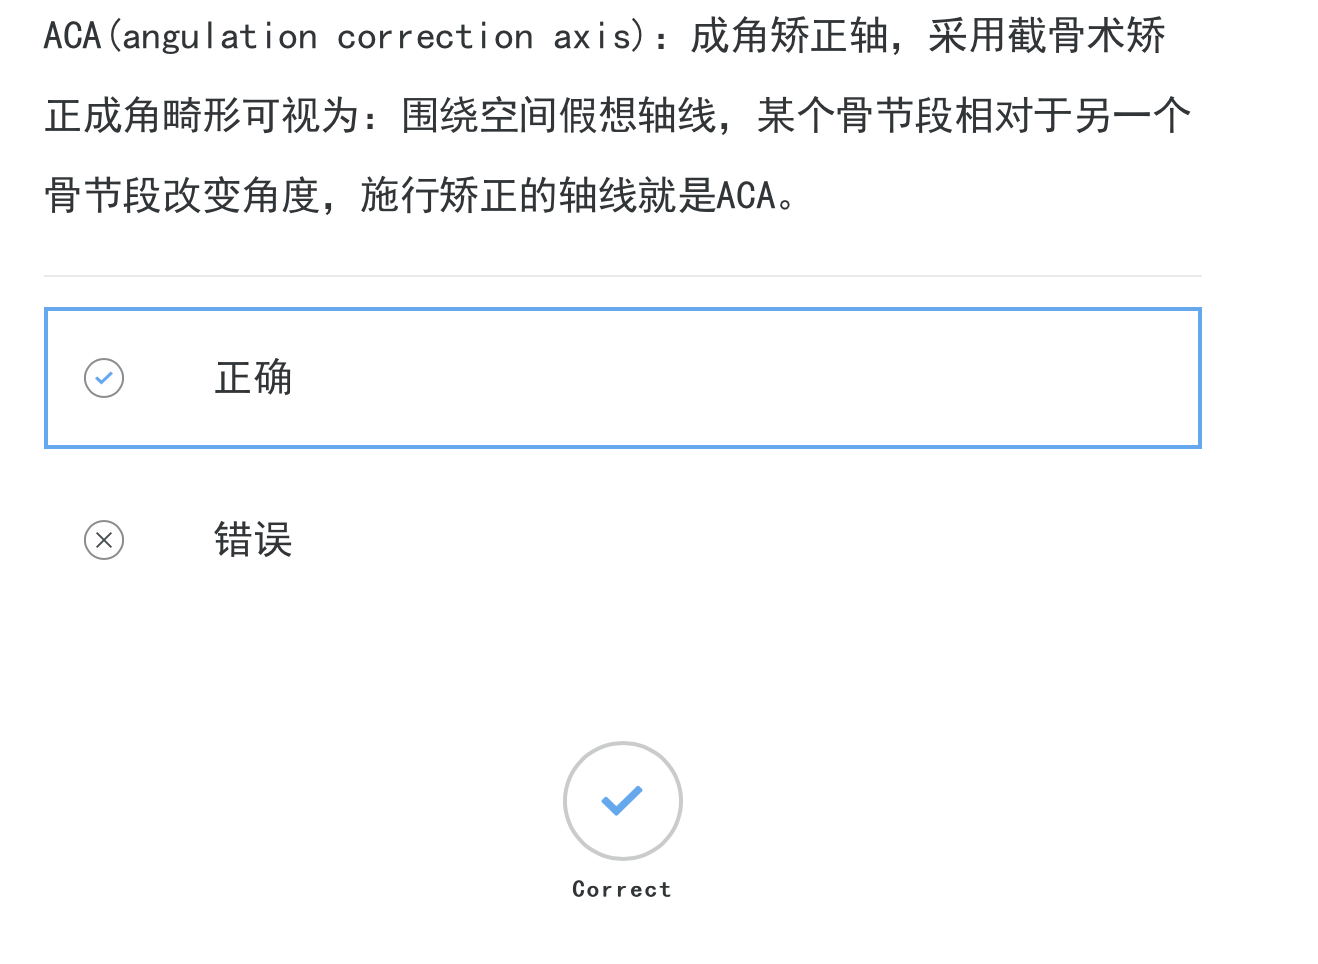 ACA(angulation correction axis)：成角矫正轴，采用截骨术矫
正成角畸形可视为：围绕空间假想轴线，某个骨节段相对于另一个
骨节段改变角度，施行矫正的轴线就是ACA。
正确
错误
Correct